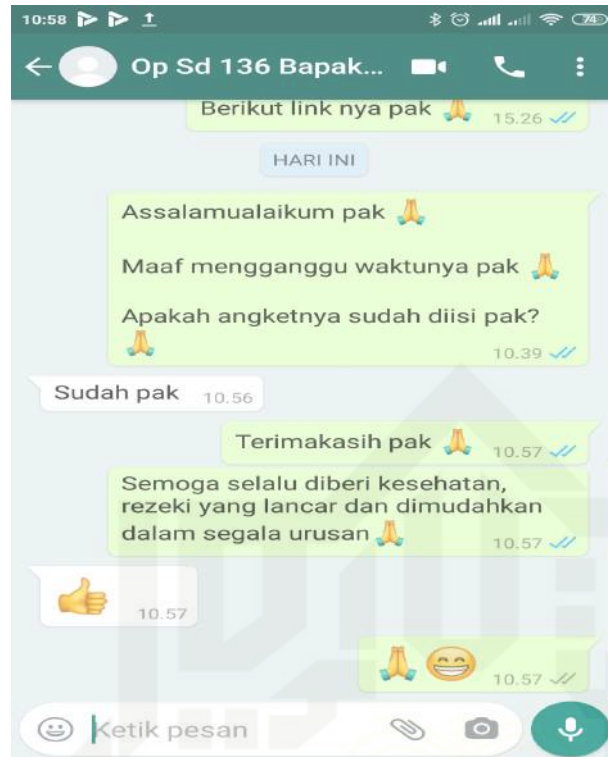 10:58 74
Op Sd 136 Bapak...
Berikut link nya pak 🙏 15.26
HARI INI
Assalamualaikum pak 🙏
Maaf mengganggu waktunya pak 🙏
Apakah angketnya sudah diisi pak?
🙏 10.39
Sudah pak 10.56
Terimakasih pak 🙏 10.57
Semoga selalu diberi kesehatan,
rezeki yang lancar dan dimudahkan
dalam segala urusan 🙏 10.57
👍 10.57
🙏😁 10.57
Ketik pesan